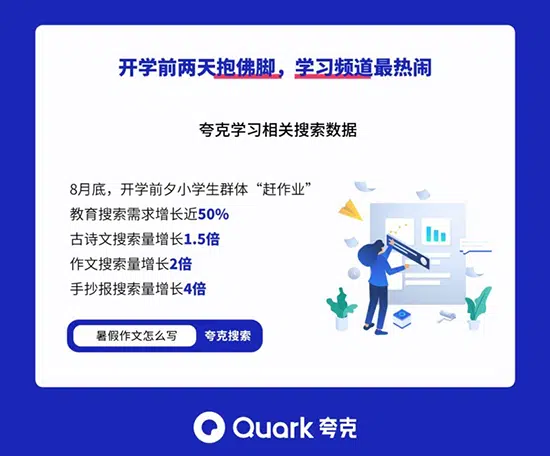 开学前两天抱佛脚，学习频道最热闹
夸克学习相关搜索数据
8月底，开学前夕小学生群体“赶作业”
教育搜索需求增长近50%
古诗文搜索量增长1.5倍
作文搜索量增长2倍
手抄报搜索量增长4倍
暑假作文怎么写 夸克搜索
Quark 夸克